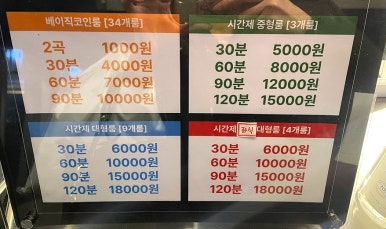 베이직코인룸 [34개룸]
2곡 1000원
30분 4000원
60분 7000원
90분 10000원
시간제 중형룸 [3개룸]
30분 5000원
60분 8000원
90분 12000원
120분 15000원
시간제 대형룸 [9개룸]
30분 6000원
60분 10000원
90분 15000원
120분 18000원
시간제 좌식 대형룸 [4개룸]
30분 6000원
60분 10000원
90분 15000원
120분 18000원